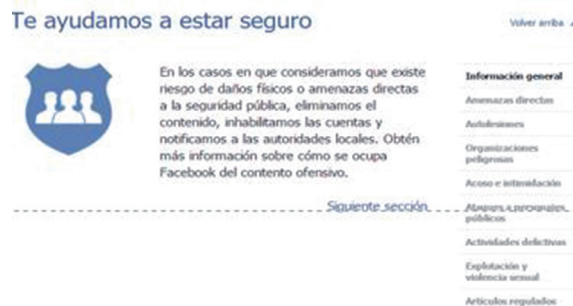 Te ayudamos a estar seguro
Volver arriba
En los casos en que consideramos que existe
riesgo de daños físicos o amenazas directas
a la seguridad pública, eliminamos el
contenido, inhabilitamos las cuentas y
notificamos a las autoridades locales. Obtén
más información sobre cómo se ocupa
Facebook del contento ofensivo.
Siguiente sección
Información general
Amenazas directas
Autolesiones
Organizaciones
peligrosas
Acoso e intimidación
Ataques a personajes
públicos
Actividades delictivas
Explotación y
violencia sexual
Artículos regulados